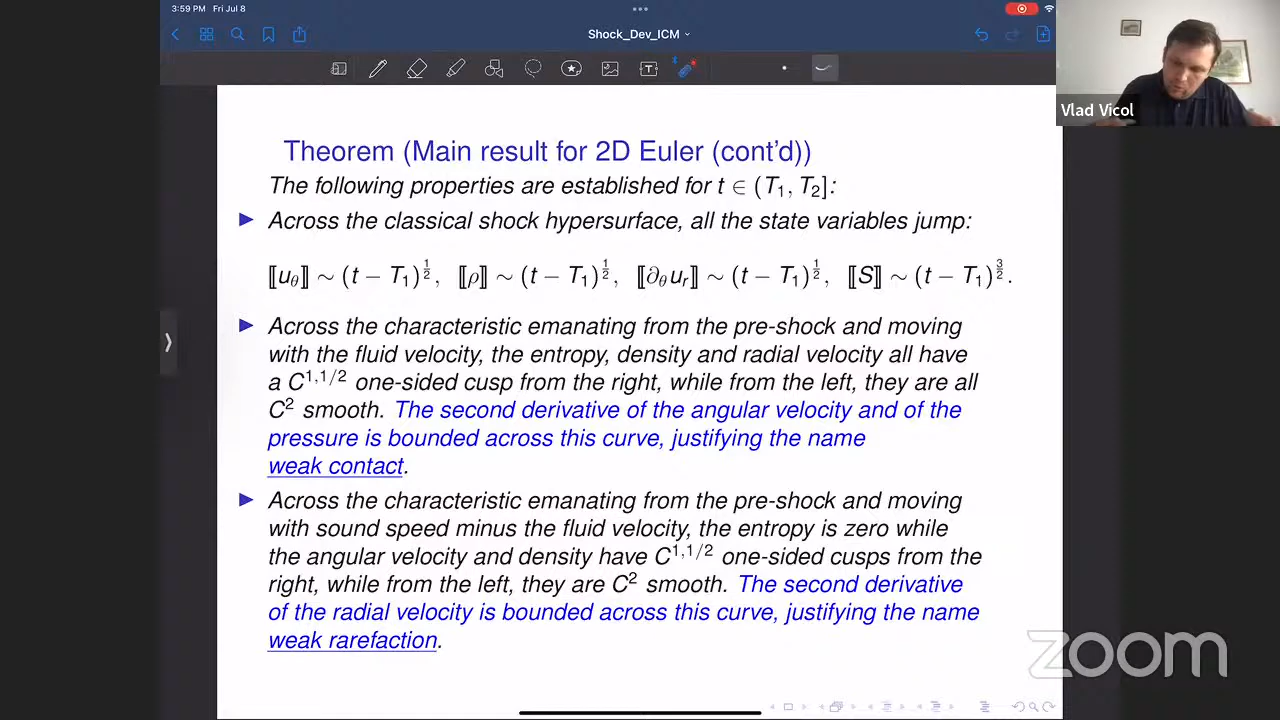 3:59 PM Fri Jul 8
Shock_Dev_ICM
Vlad Vicol
Theorem (Main result for 2D Euler (cont'd))
The following properties are established for t ∈ (T₁, T₂]:
Across the classical shock hypersurface, all the state variables jump:
⟦u_θ⟧ ∼ (t − T₁)^{1/2}, ⟦ρ⟧ ∼ (t − T₁)^{1/2}, ⟦∂_θ u_r⟧ ∼ (t − T₁)^{1/2}, ⟦S⟧ ∼ (t − T₁)^{3/2}.
Across the characteristic emanating from the pre-shock and moving
with the fluid velocity, the entropy, density and radial velocity all have
a C^{1,1/2} one-sided cusp from the right, while from the left, they are all
C² smooth. The second derivative of the angular velocity and of the
pressure is bounded across this curve, justifying the name
weak contact.
Across the characteristic emanating from the pre-shock and moving
with sound speed minus the fluid velocity, the entropy is zero while
the angular velocity and density have C^{1,1/2} one-sided cusps from the
right, while from the left, they are C² smooth. The second derivative
of the radial velocity is bounded across this curve, justifying the name
weak rarefaction.
zoom